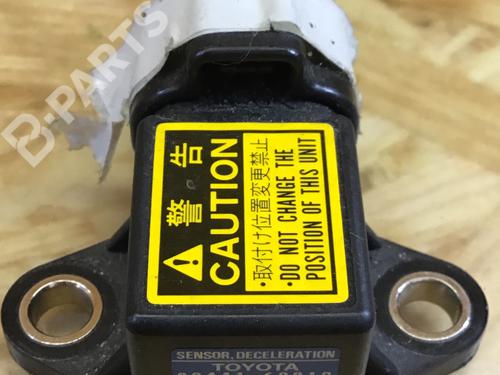 B-PARTS
警告
CAUTION
・取付け位置変更禁止
・DO NOT CHANGE THE
POSITION OF THIS UNIT
SENSOR, DECELERATION
TOYOTA